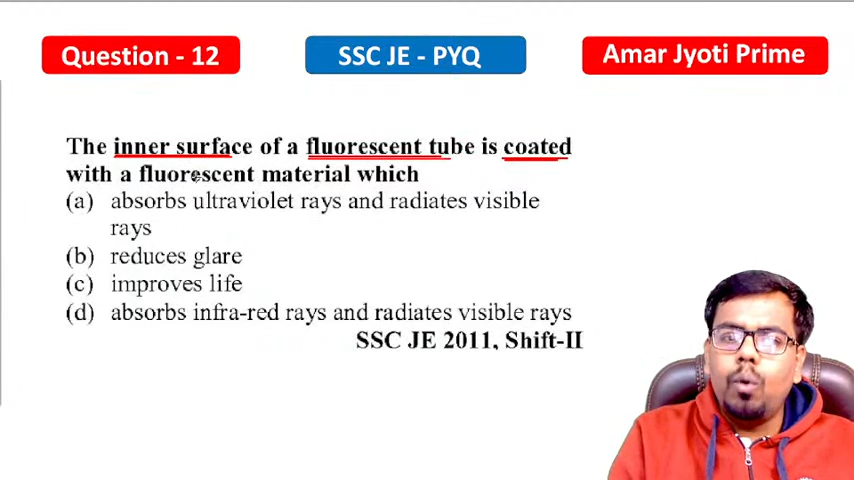 Question - 12
SSC JE - PYQ
Amar Jyoti Prime
The inner surface of a fluorescent tube is coated
with a fluorescent material which
(a) absorbs ultraviolet rays and radiates visible
rays
(b) reduces glare
(c) improves life
(d) absorbs infra-red rays and radiates visible rays
SSC JE 2011, Shift-II